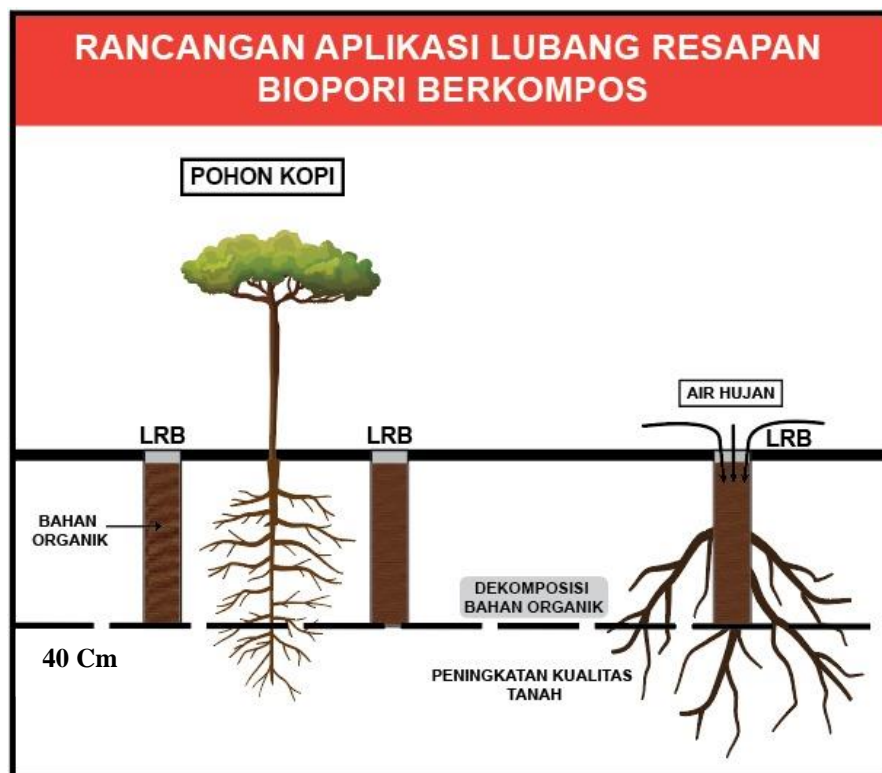 RANCANGAN APLIKASI LUBANG RESAPAN
BIOPORI BERKOMPOS
POHON KOPI
AIR HUJAN
LRB
LRB
LRB
BAHAN
ORGANIK
DEKOMPOSISI
BAHAN ORGANIK
40 Cm
PENINGKATAN KUALITAS
TANAH